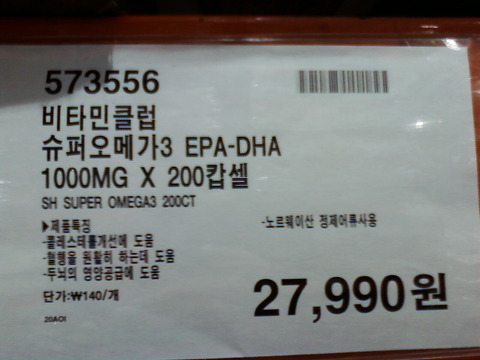 573556
비타민클럽
슈퍼오메가3 EPA-DHA
1000MG X 200캅셀
SH SUPER OMEGA3 200CT
▶제품특징
-콜레스테롤개선에 도움
-혈행을 원활히 하는데 도움
-두뇌의 영양공급에 도움
-노르웨이산 정제어류사용
단가:₩140/개
27,990원
20AOI